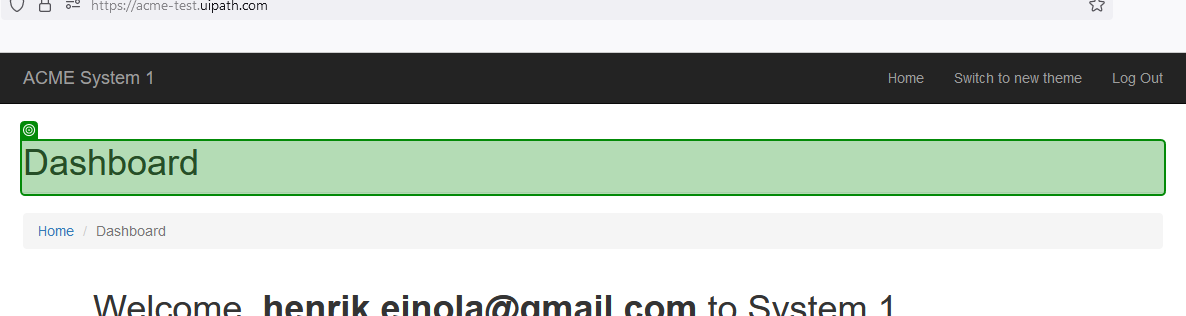 https://acme-test.uipath.com
ACME System 1 Home Switch to new theme Log Out
Dashboard
Home / Dashboard
Welcome, henrik.einola@gmail.com to System 1